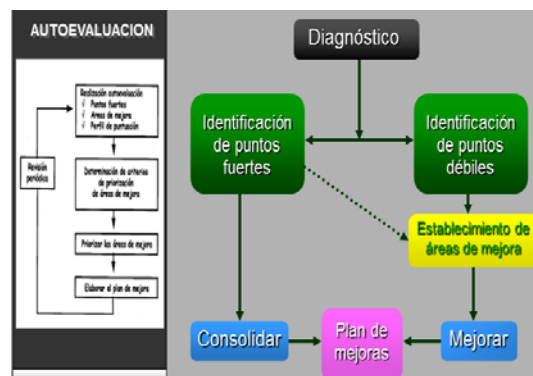 AUTOEVALUACION
Realización autoevaluación
√ Puntos fuertes
√ Areas de mejora
√ Perfil de puntuación
Revisión
periódica
Determinación de criterios
de priorización
de áreas de mejora
Priorizar las áreas de mejora
Elaborar el plan de mejora
Diagnóstico
Identificación
de puntos
fuertes
Identificación
de puntos
débiles
Establecimiento de
áreas de mejora
Consolidar
Plan de
mejoras
Mejorar